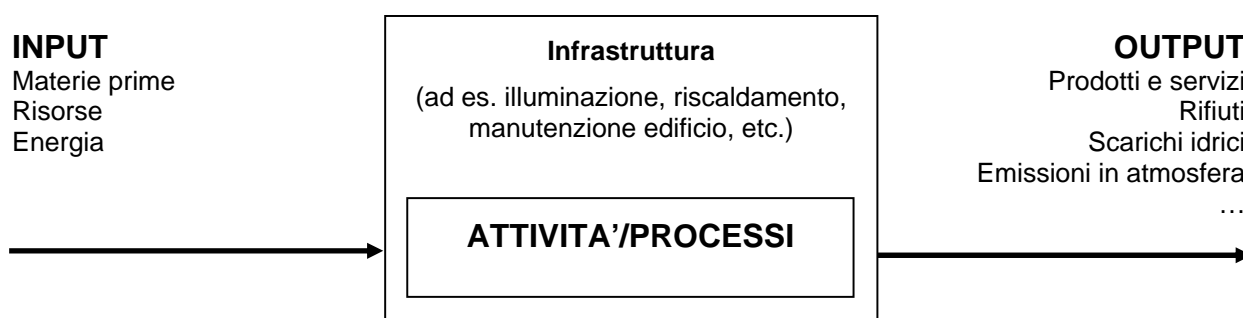 INPUT
Materie prime
Risorse
Energia
Infrastruttura
(ad es. illuminazione, riscaldamento,
manutenzione edificio, etc.)
ATTIVITA’/PROCESSI
OUTPUT
Prodotti e servizi
Rifiuti
Scarichi idrici
Emissioni in atmosfera
…